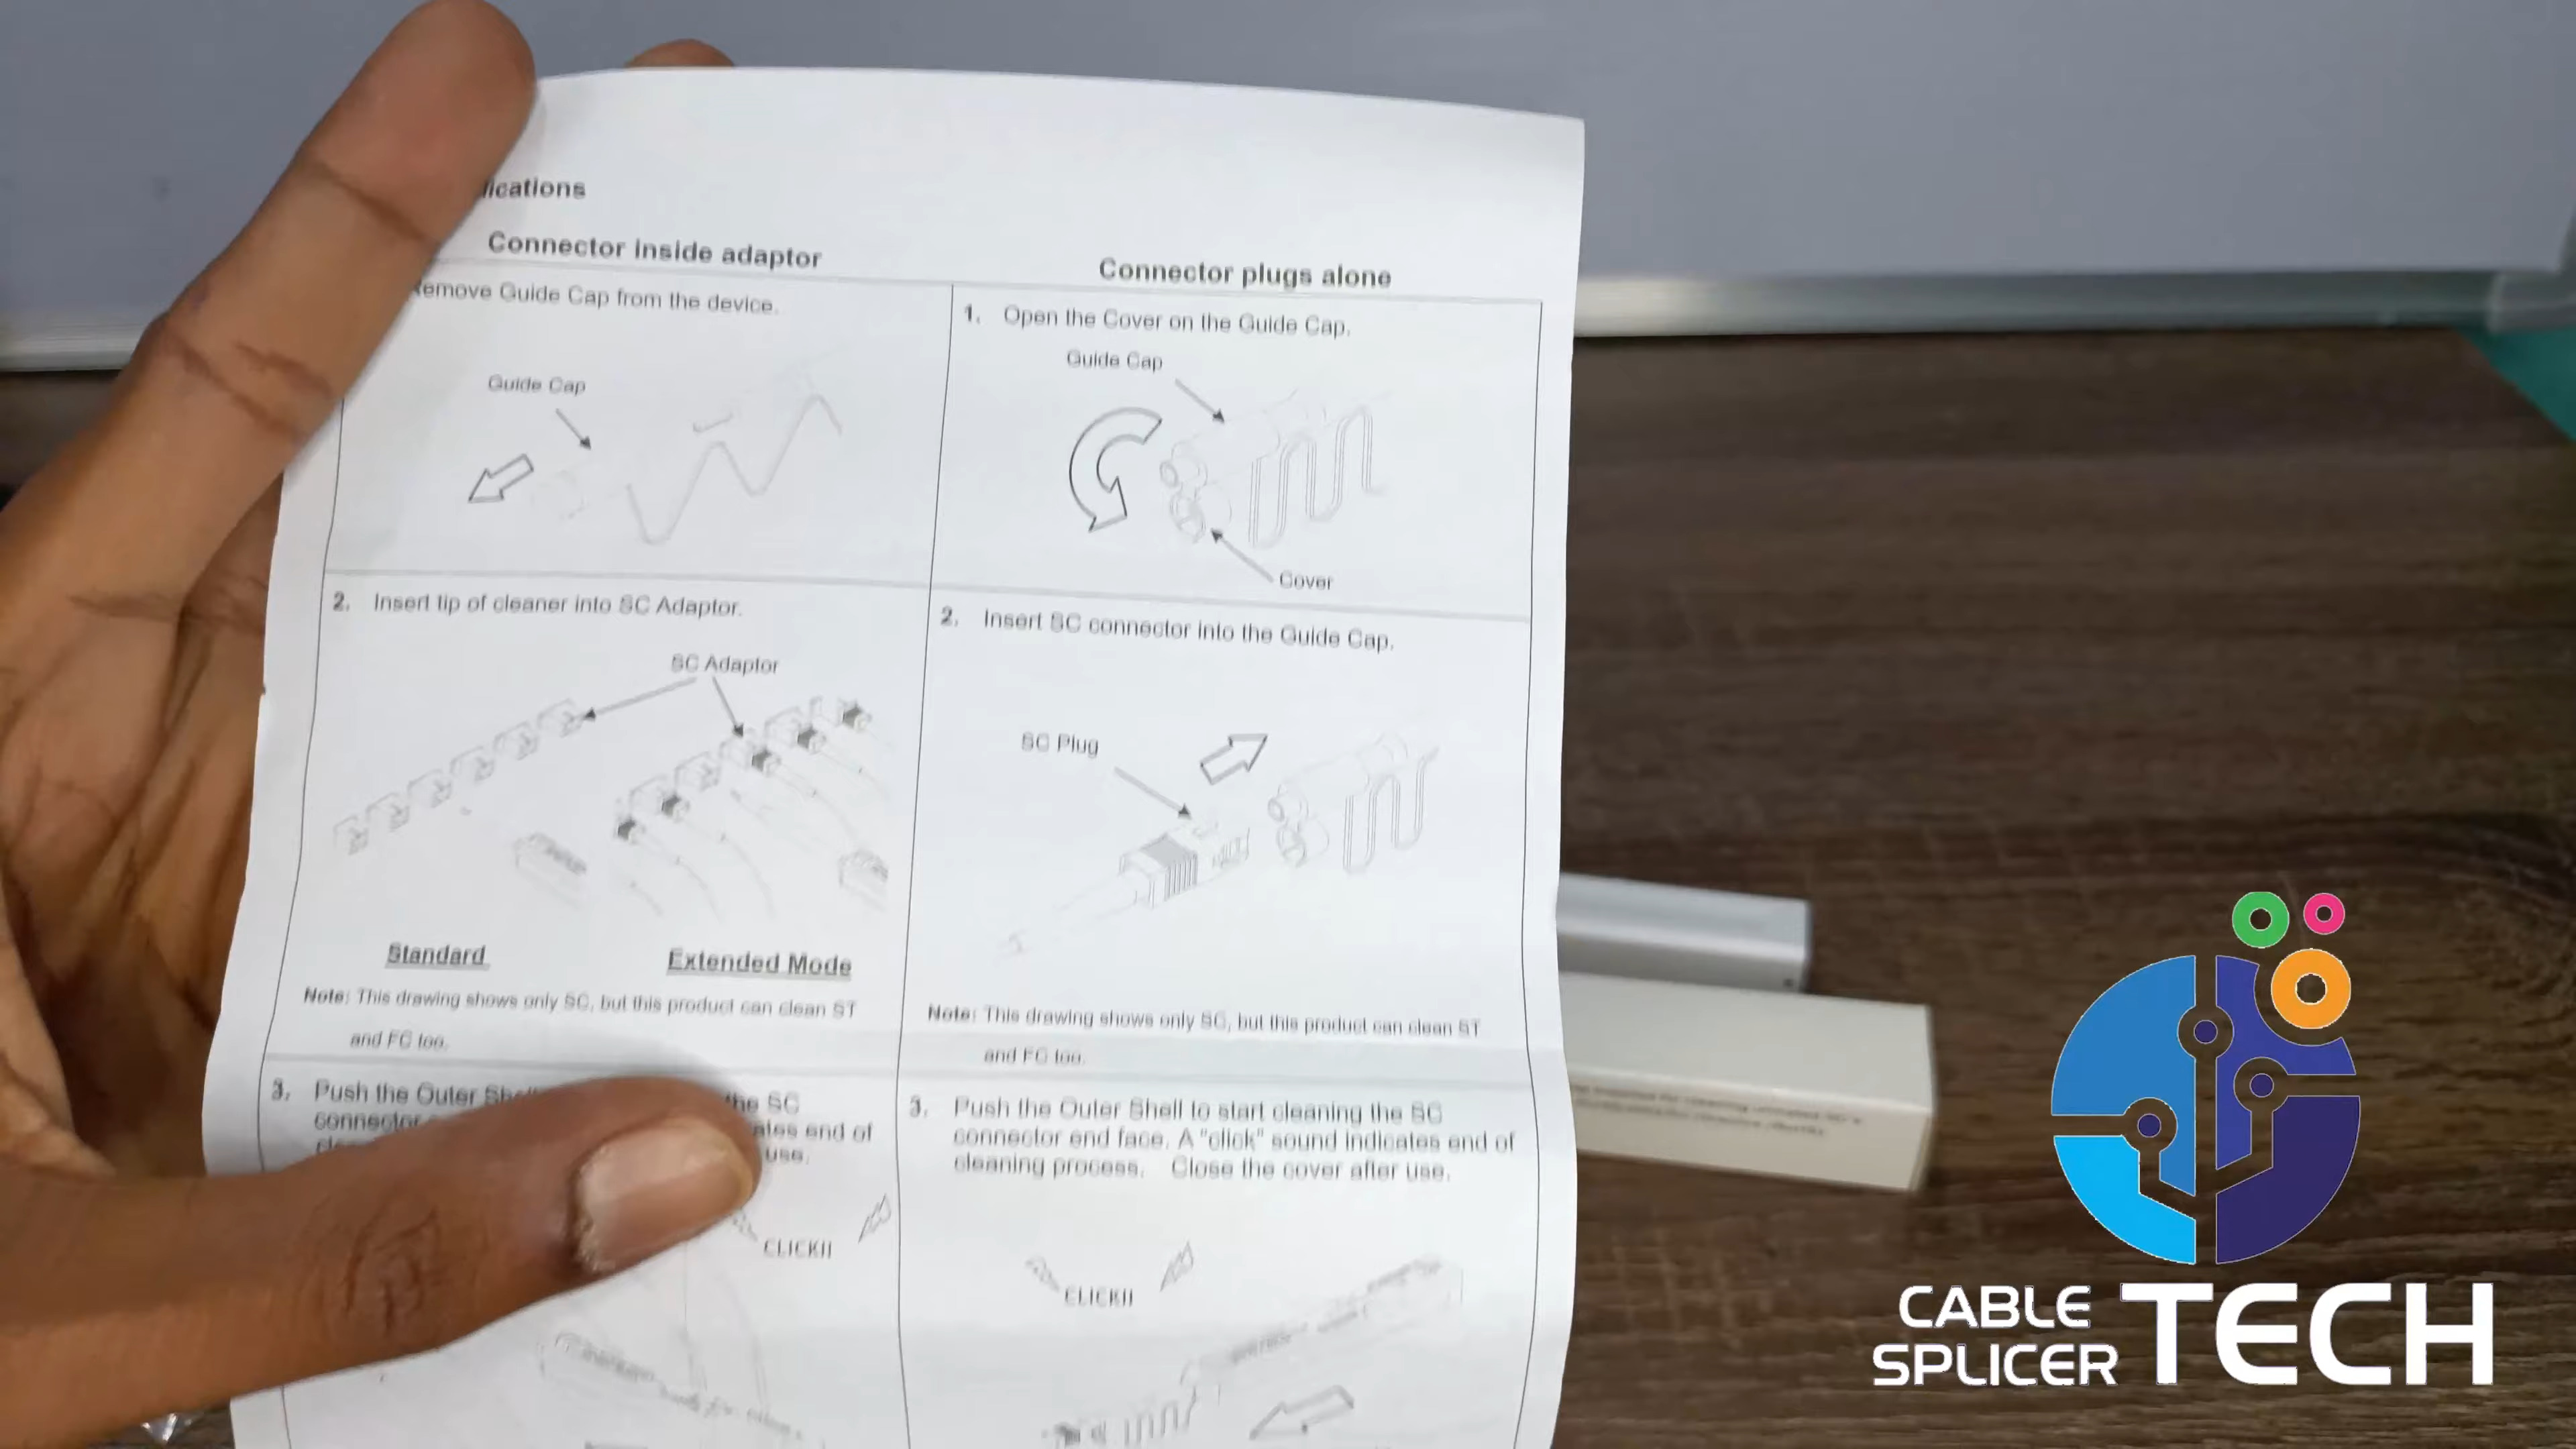 ications
Connector inside adaptor
emove Guide Cap from the device.
Guide Cap
2. Insert tip of cleaner into SC Adaptor.
SC Adaptor
Standard
Extended Mode
Note: This drawing shows only SC, but this product can clean ST
and FC too.
3. Push the Outer the SC
connector end of
use.
CLICK!!
Connector plugs alone
1. Open the Cover on the Guide Cap.
Guide Cap
Cover
2. Insert SC connector into the Guide Cap.
SC Plug
Note: This drawing shows only SC, but this product can clean ST
and FC too.
3. Push the Outer Shell to start cleaning the SC
connector end face. A "click" sound indicates end of
cleaning process. Close the cover after use.
CLICK!!
CABLE
SPLICER TECH